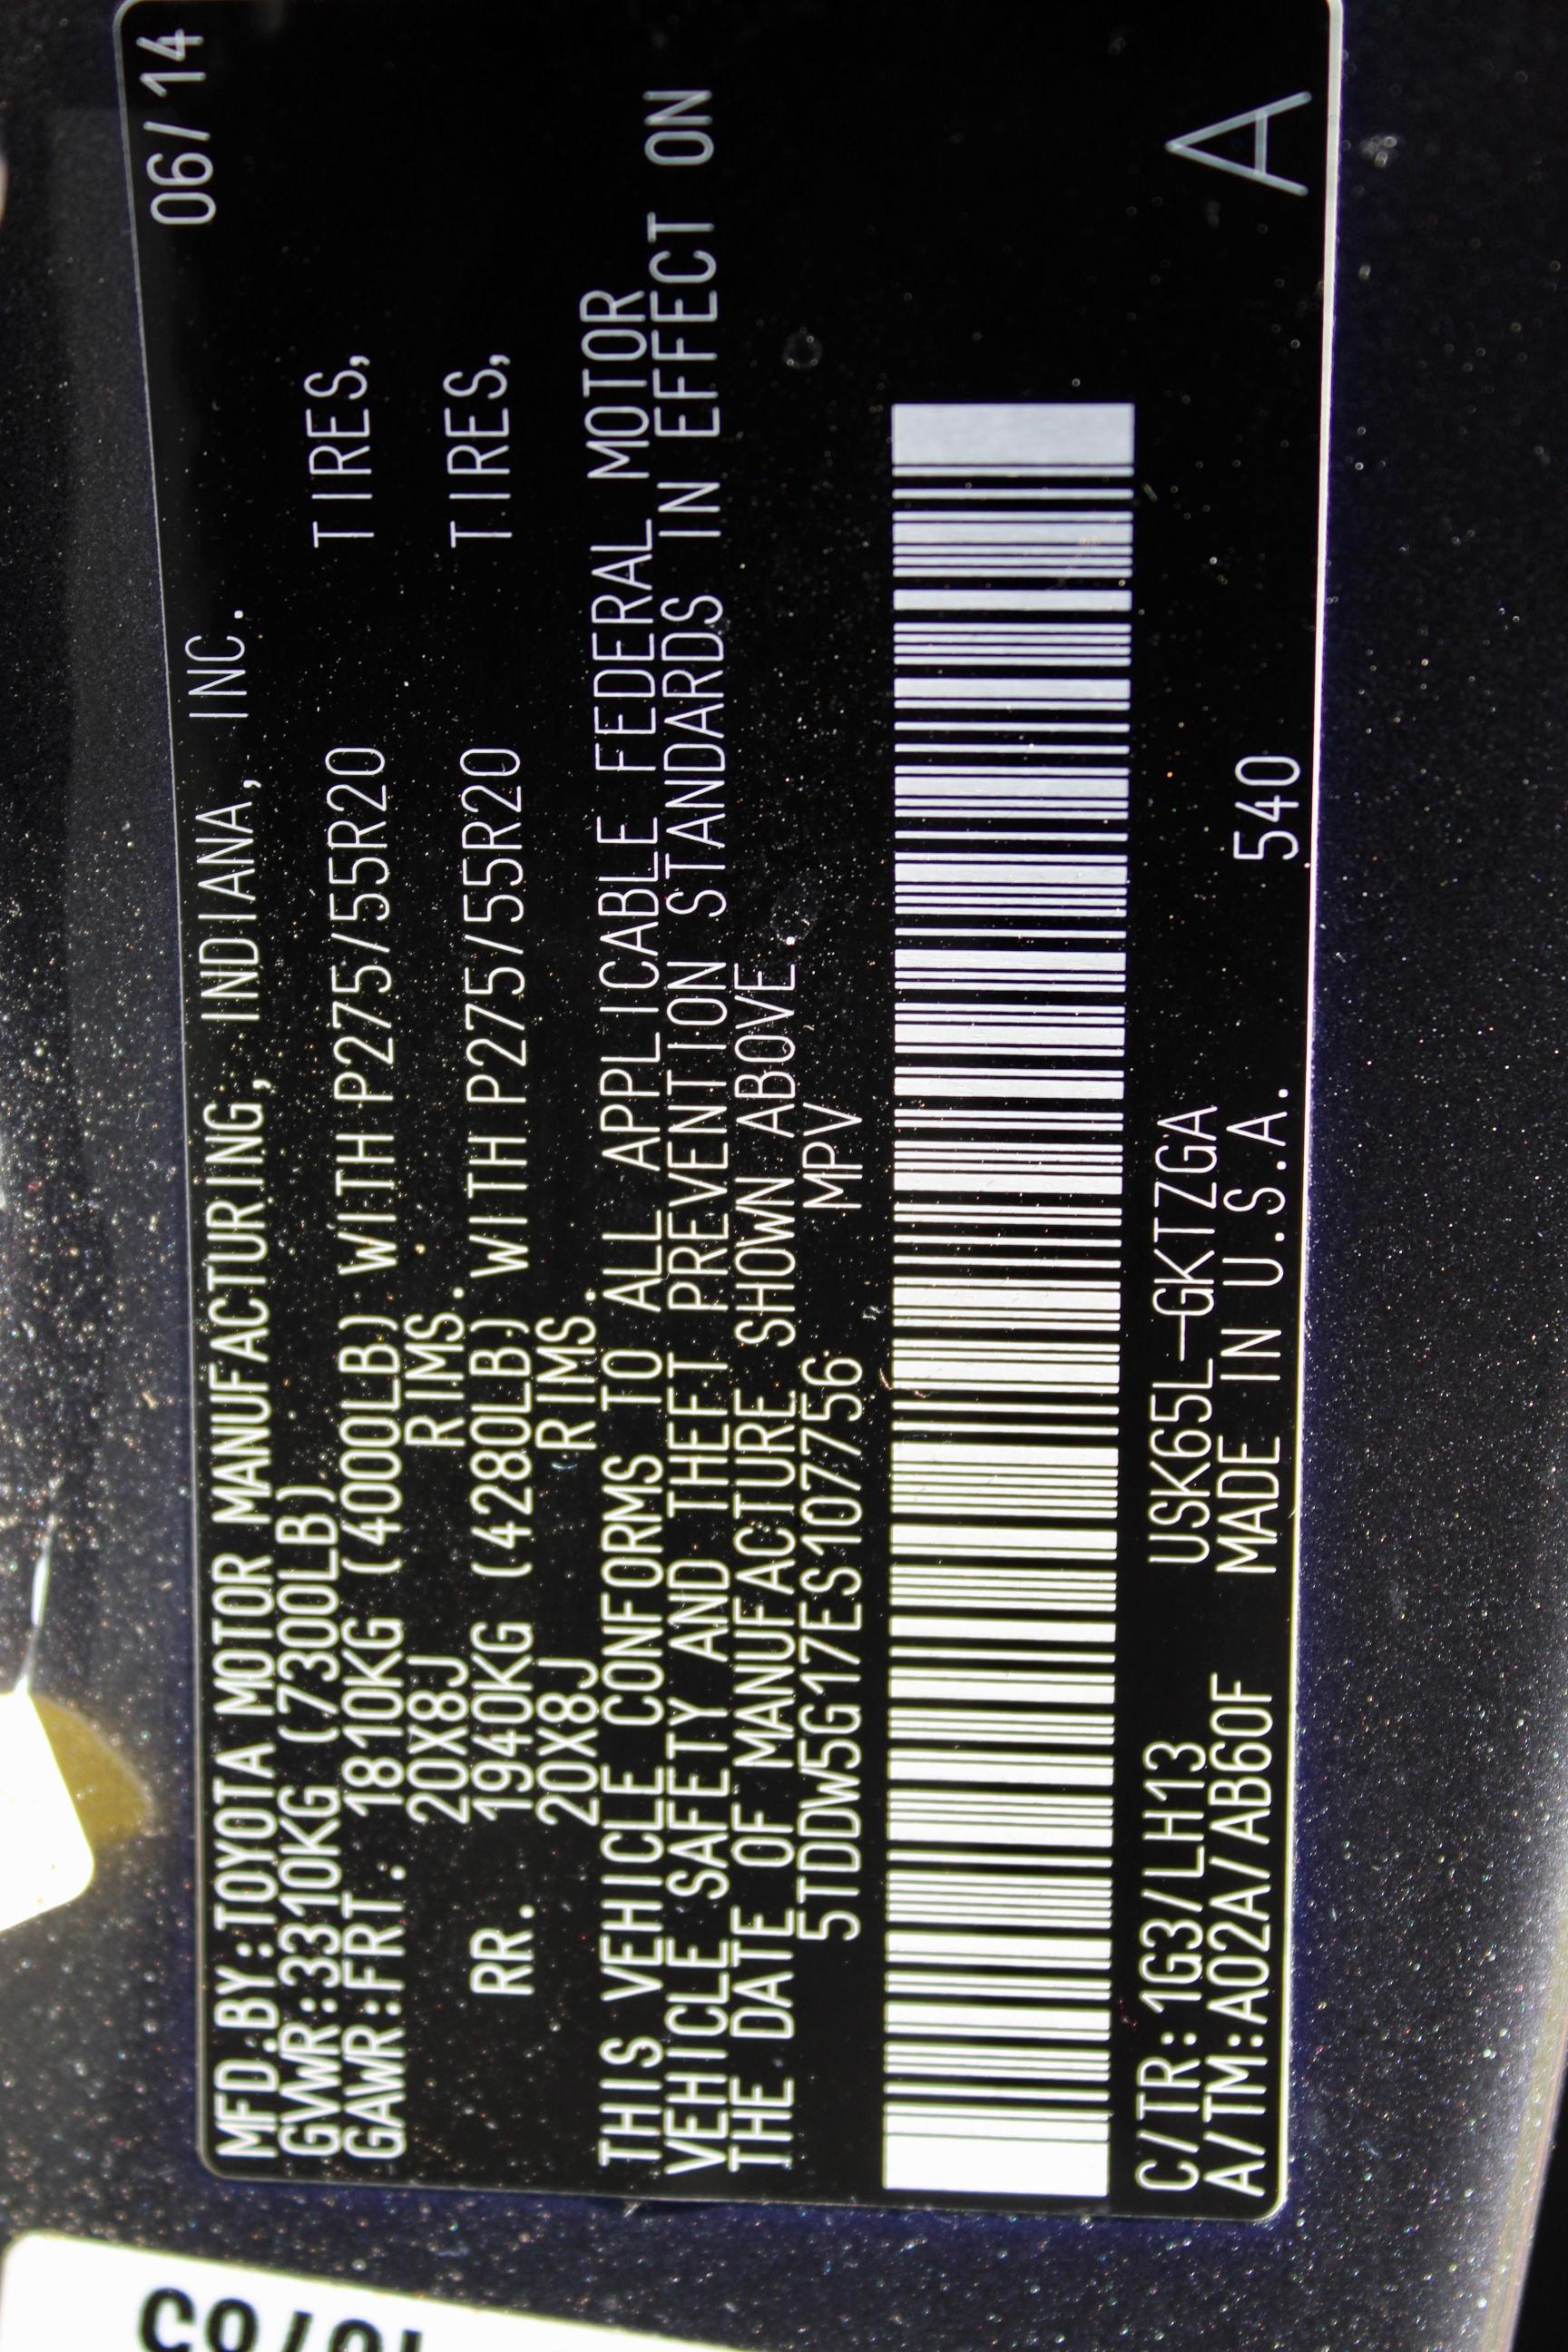 06/14
MFD.BY:TOYOTA MOTOR MANUFACTURING, INDIANA, INC.
GVWR:3310KG (7300LB)
GAWR:FRT. 1810KG (4000LB) WITH P275/55R20 TIRES,
20X8J RIMS.
RR. 1940KG (4280LB) WITH P275/55R20 TIRES,
20X8J RIMS.
THIS VEHICLE CONFORMS TO ALL APPLICABLE FEDERAL MOTOR
VEHICLE SAFETY AND THEFT PREVENTION STANDARDS IN EFFECT ON
THE DATE OF MANUFACTURE SHOWN ABOVE.
5TDDW5G17ES107756 MPV
C/TR:1G3/LH13 USK65L-GKTZGA
A/TM:A02A/AB60F MADE IN U.S.A. 540
A